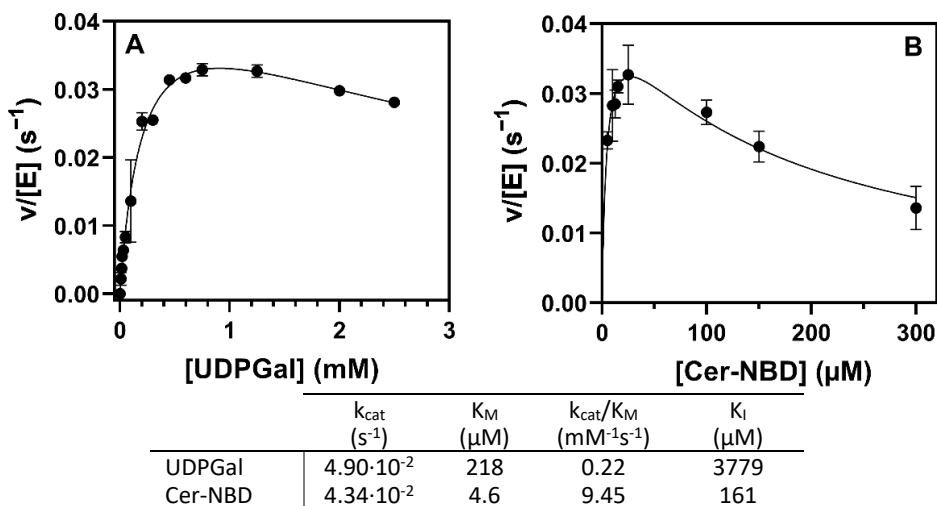 A
v/[E] (s⁻¹)
0.04
0.03
0.02
0.01
0.00
0 1 2 3
[UDPGal] (mM)
B
v/[E] (s⁻¹)
0.04
0.03
0.02
0.01
0.00
0 100 200 300
[Cer-NBD] (µM)
k_cat K_M k_cat/K_M K_I
(s⁻¹) (µM) (mM⁻¹s⁻¹) (µM)
UDPGal 4.90·10⁻² 218 0.22 3779
Cer-NBD 4.34·10⁻² 4.6 9.45 161